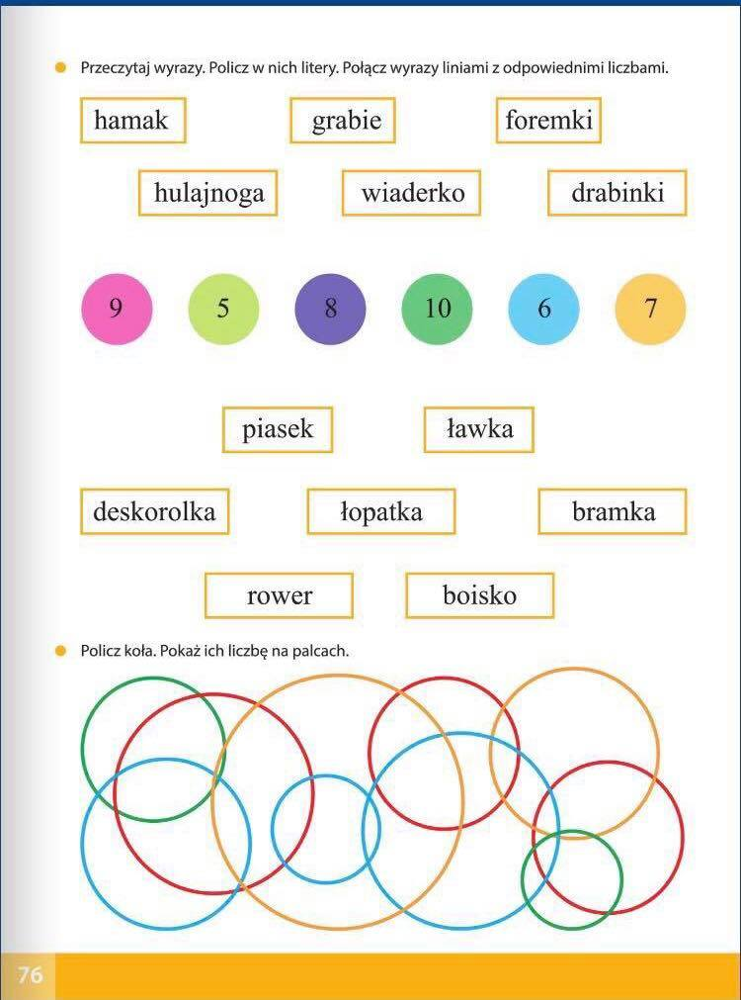 Przeczytaj wyrazy. Policz w nich litery. Połącz wyrazy liniami z odpowiednimi liczbami.
hamak grabie foremki
hulajnoga wiaderko drabinki
9 5 8 10 6 7
piasek ławka
deskorolka łopatka bramka
rower boisko
Policz koła. Pokaż ich liczbę na palcach.
76